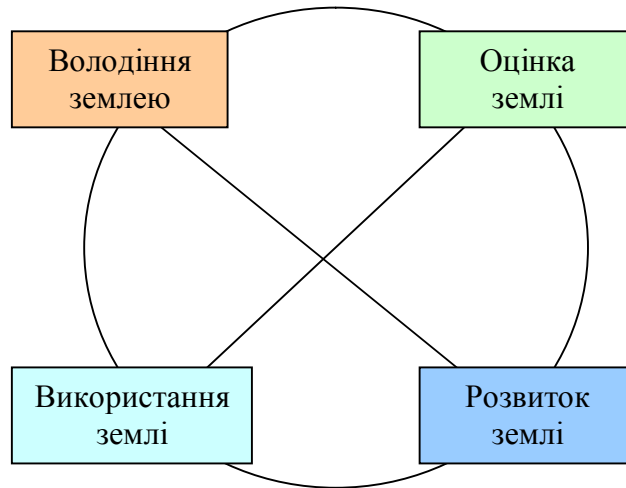 Володіння
землею
Оцінка
землі
Використання
землі
Розвиток
землі